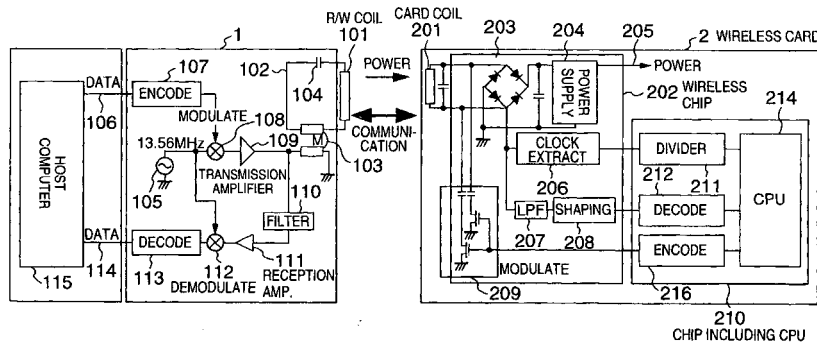 1
R/W COIL
101
POWER
COMMUNI-
CATION
CARD COIL
201
203
204
205
2 WIRELESS CARD
POWER
POWER
SUPPLY
202 WIRELESS
CHIP
DATA
106
107
ENCODE
MODULATE
102
104
13.56MHz
108
109
M
103
105
TRANSMISSION
AMPLIFIER
110
FILTER
HOST
COMPUTER
115
DATA
114
DECODE
113
112
DEMODULATE
111
RECEPTION
AMP.
CLOCK
EXTRACT
206
LPF
207
SHAPING
208
MODULATE
209
214
DIVIDER
211
212
DECODE
CPU
ENCODE
216
210
CHIP INCLUDING CPU